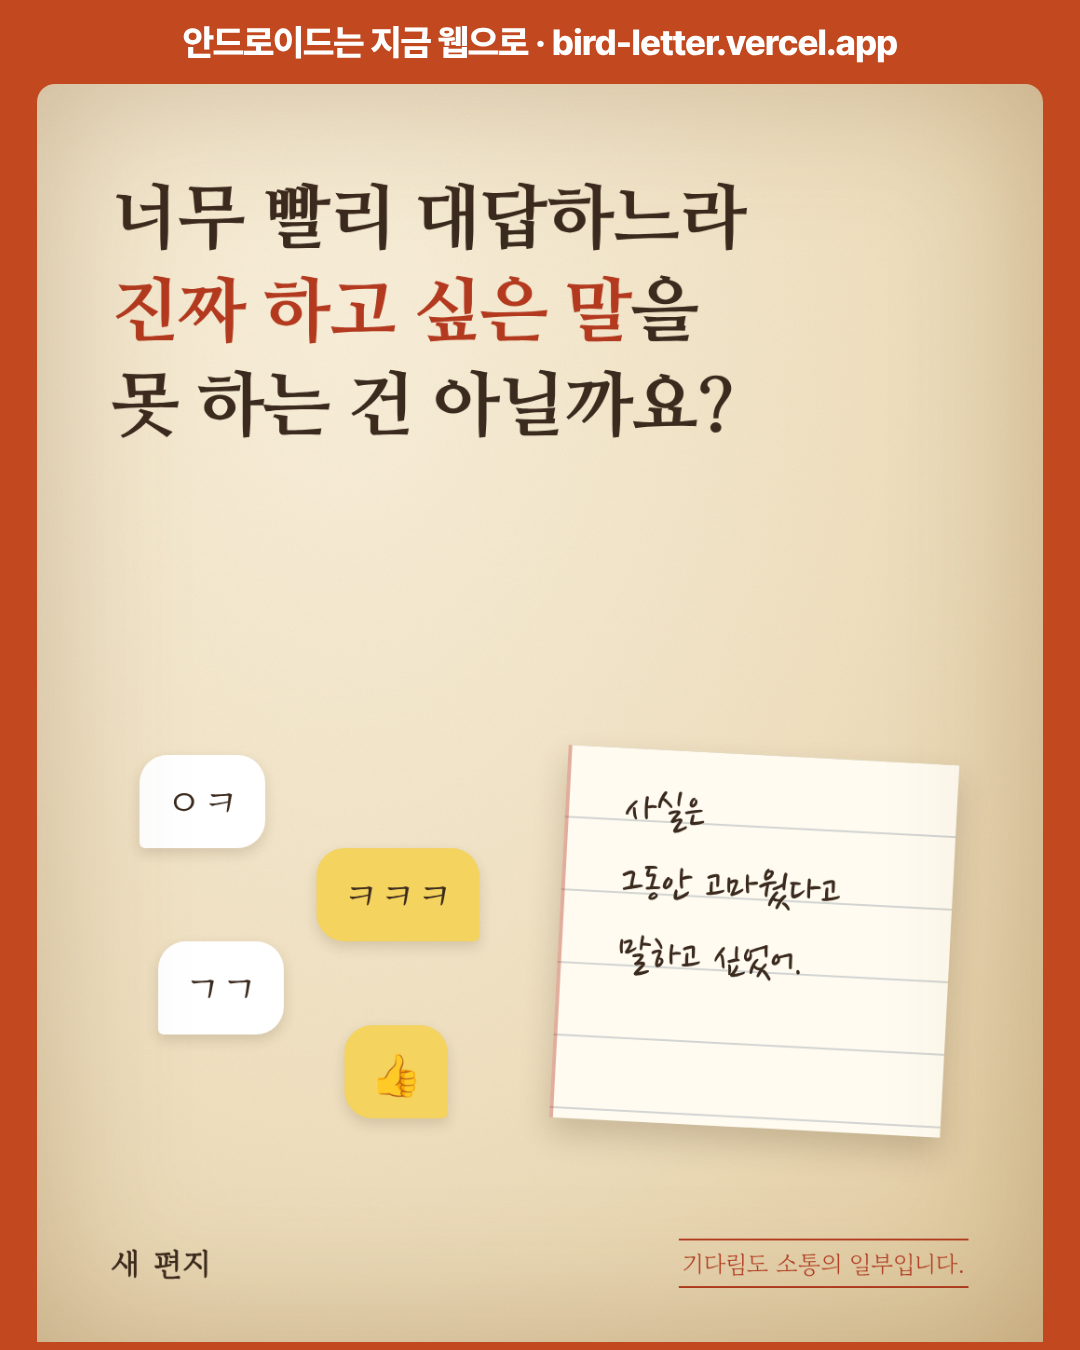 안드로이드는 지금 웹으로 · bird-letter.vercel.app
너무 빨리 대답하느라
진짜 하고 싶은 말을
못 하는 건 아닐까요?
ㅇㅋ
ㅋㅋㅋ
ㄱㄱ
👍
사실은
그동안 고마웠다고
말하고 싶었어.
새 편지
기다림도 소통의 일부입니다.